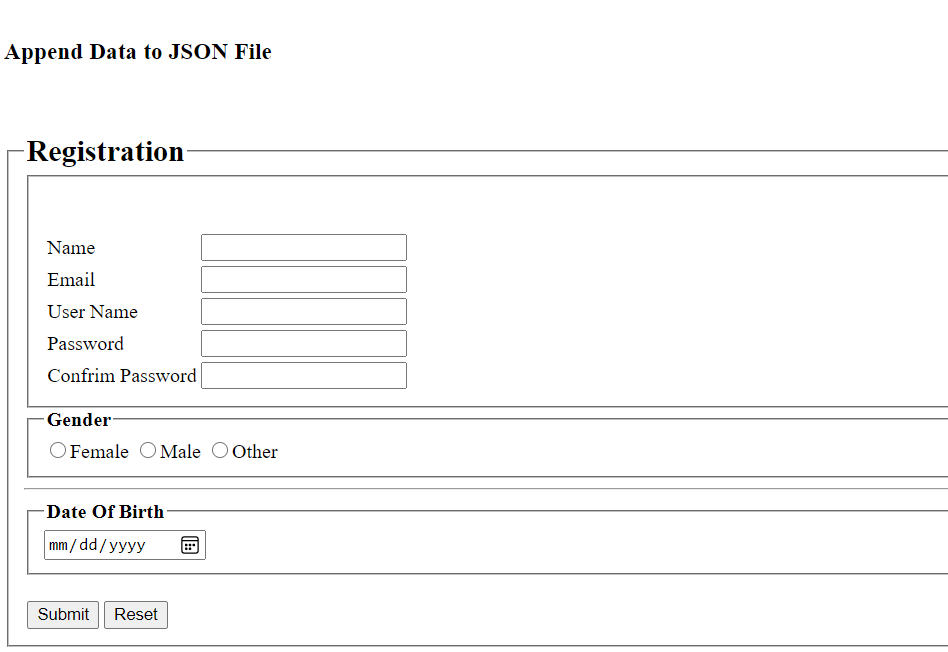 Append Data to JSON File
Registration
Name
Email
User Name
Password
Confrim Password
Gender
Female Male Other
Date Of Birth
mm/dd/yyyy
Submit Reset